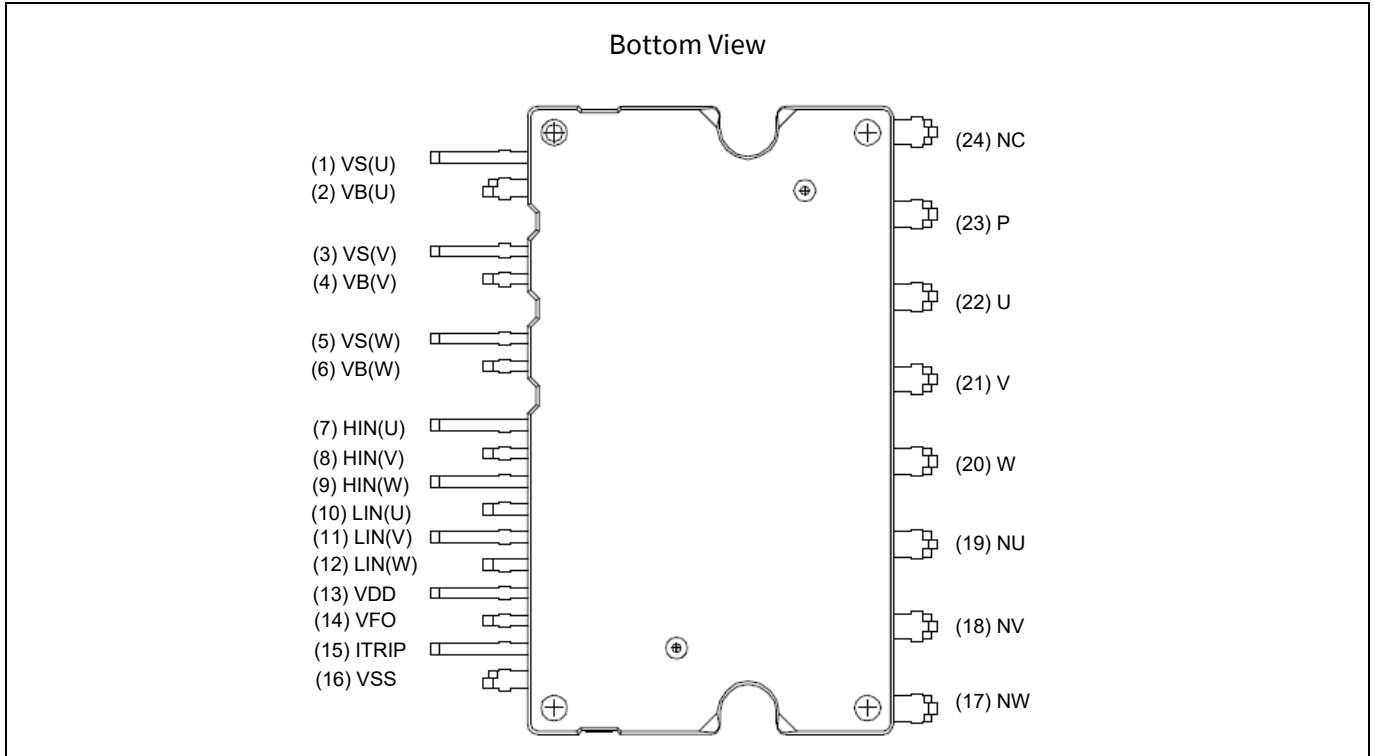 Bottom View
(1) VS(U)
(2) VB(U)
(3) VS(V)
(4) VB(V)
(5) VS(W)
(6) VB(W)
(7) HIN(U)
(8) HIN(V)
(9) HIN(W)
(10) LIN(U)
(11) LIN(V)
(12) LIN(W)
(13) VDD
(14) VFO
(15) ITRIP
(16) VSS
(24) NC
(23) P
(22) U
(21) V
(20) W
(19) NU
(18) NV
(17) NW